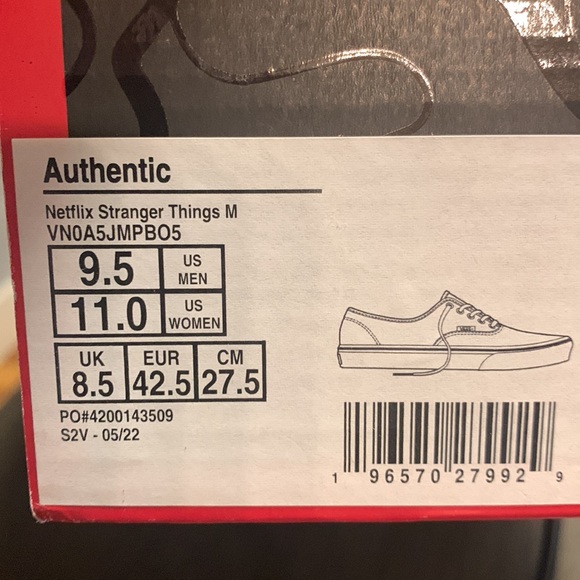 Authentic
Netflix Stranger Things M
VN0A5JMPBO5
9.5 US MEN
11.0 US WOMEN
UK EUR CM
8.5 42.5 27.5
PO#4200143509
S2V - 05/22
1 96570 27992 9